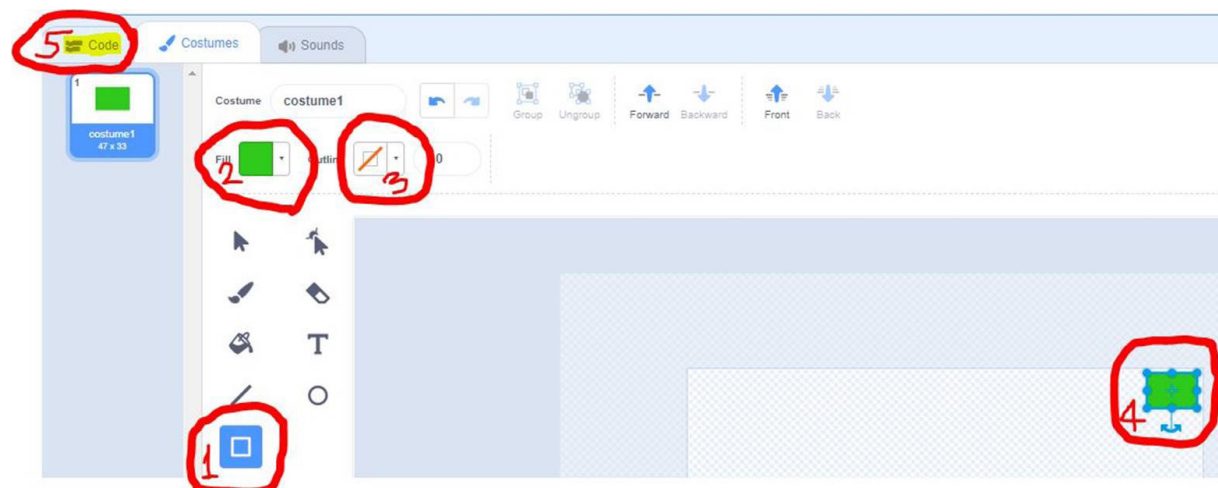 5 Code
Costumes
Sounds
1
costume1
47 x 33
Costume
costume1
Group
Ungroup
Forward
Backward
Front
Back
Fill
2
3
0
T
4
1